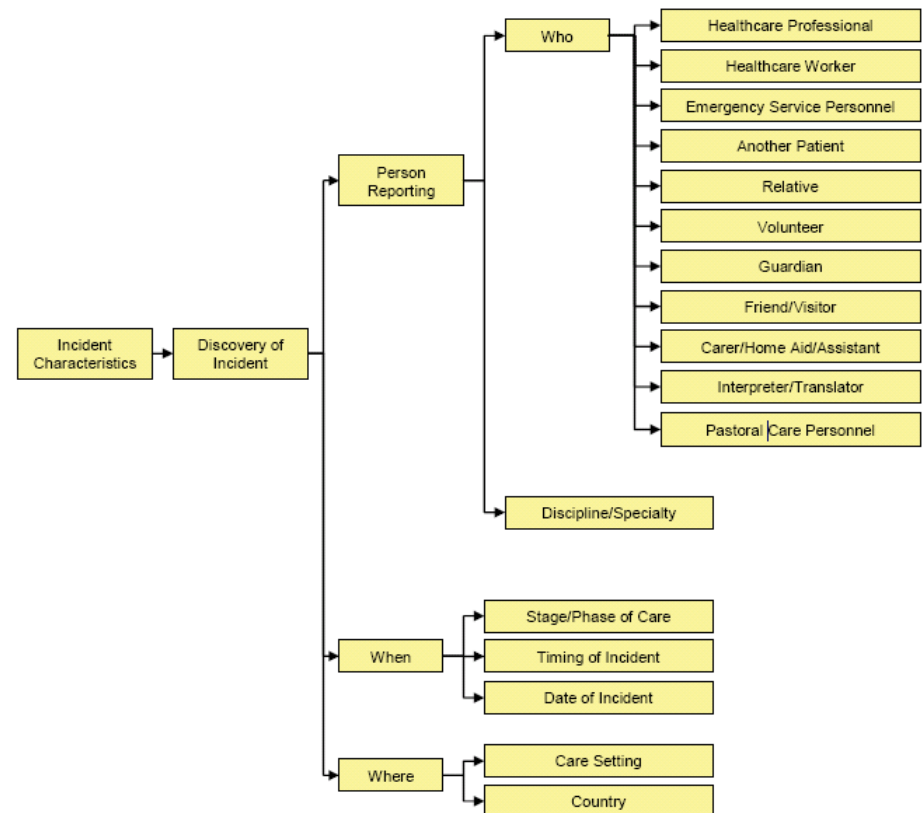 Incident
Characteristics
Discovery of
Incident
Person
Reporting
Who
Healthcare Professional
Healthcare Worker
Emergency Service Personnel
Another Patient
Relative
Volunteer
Guardian
Friend/Visitor
Carer/Home Aid/Assistant
Interpreter/Translator
Pastoral Care Personnel
Discipline/Specialty
When
Stage/Phase of Care
Timing of Incident
Date of Incident
Where
Care Setting
Country